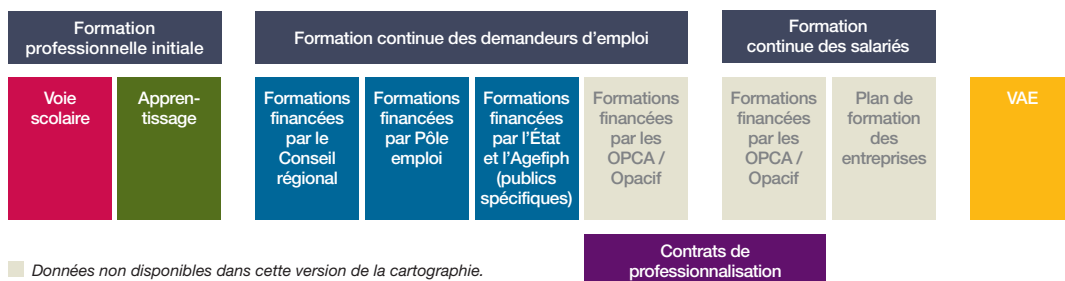 Formation
professionnelle initiale
Formation continue des demandeurs d'emploi
Formation
continue des salariés
Voie
scolaire
Appren-
tissage
Formations
financées
par le
Conseil
régional
Formations
financées
par Pôle
emploi
Formations
financées
par l'État
et l'Agefiph
(publics
spécifiques)
Formations
financées
par les
OPCA /
Opacif
Formations
financées
par les
OPCA /
Opacif
Plan de
formation
des
entreprises
VAE
Contrats de
professionnalisation
Données non disponibles dans cette version de la cartographie.